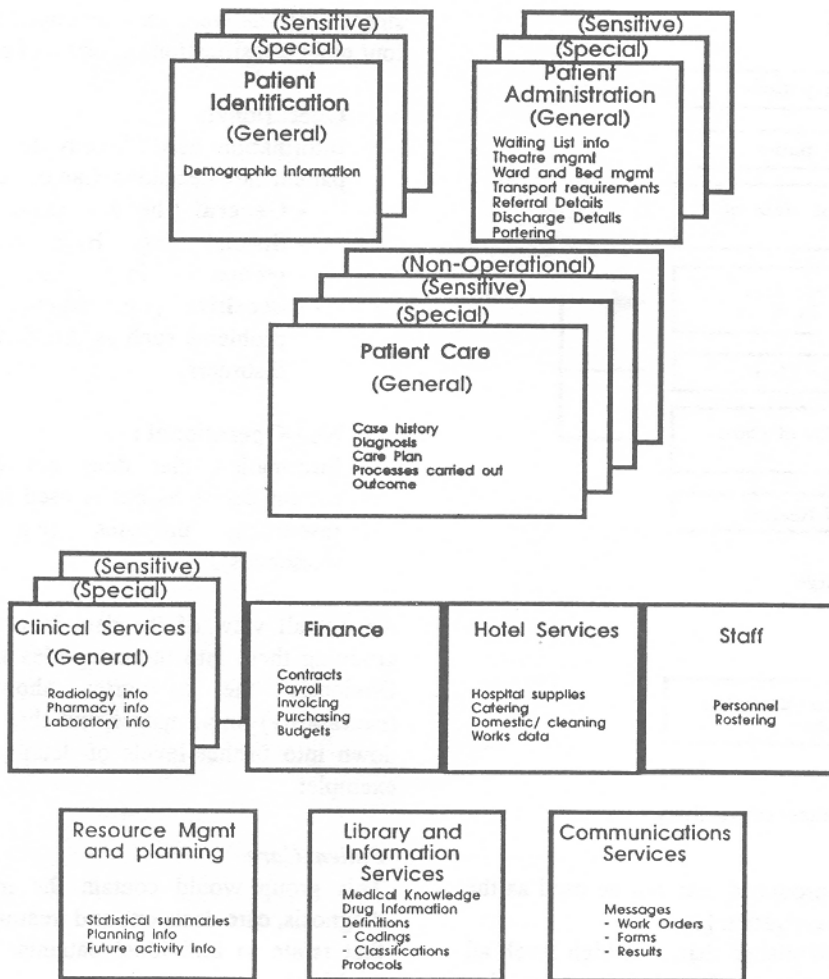 (Sensitive)
(Special)
Patient
Identification
(General)
Demographic Information
(Sensitive)
(Special)
Patient
Administration
(General)
Waiting List info
Theatre mgmt
Ward and Bed mgmt
Transport requirements
Referral Details
Discharge Details
Portering
(Non-Operational)
(Sensitive)
(Special)
Patient Care
(General)
Case history
Diagnosis
Care Plan
Processes carried out
Outcome
(Sensitive)
(Special)
Clinical Services
(General)
Radiology info
Pharmacy info
Laboratory info
Finance
Contracts
Payroll
Invoicing
Purchasing
Budgets
Hotel Services
Hospital supplies
Catering
Domestic/ cleaning
Works data
Staff
Personnel
Rostering
Resource Mgmt
and planning
Statistical summaries
Planning info
Future activity info
Library and
Information
Services
Medical Knowledge
Drug Information
Definitions
- Codings
- Classifications
Protocols
Communications
Services
Messages
- Work Orders
- Forms
- Results